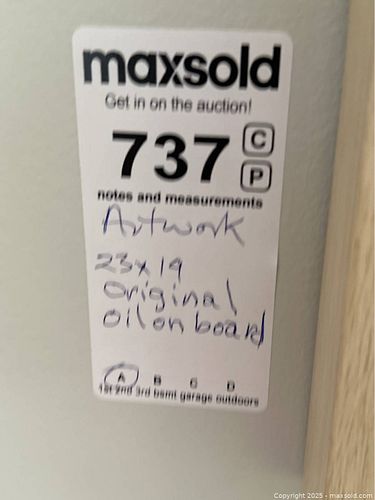 maxsold
Get in on the auction!
737 C
P
notes and measurements
Artwork
23x19
original
oil on board
A B C D
1st 2nd 3rd bsmt garage outdoors
Copyright 2025 - maxsold.com